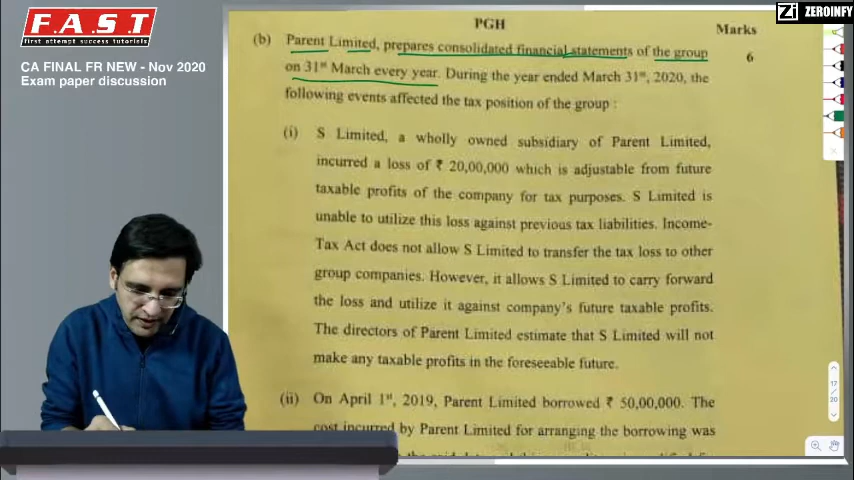 F.A.S.T
first attempt success tutorials
CA FINAL FR NEW - Nov 2020
Exam paper discussion
Zi ZEROINFY
PGH
Marks
(b) Parent Limited, prepares consolidated financial statements of the group
6
on 31st March every year. During the year ended March 31st, 2020, the
following events affected the tax position of the group :
(i) S Limited, a wholly owned subsidiary of Parent Limited,
incurred a loss of ₹ 20,00,000 which is adjustable from future
taxable profits of the company for tax purposes. S Limited is
unable to utilize this loss against previous tax liabilities. Income-
Tax Act does not allow S Limited to transfer the tax loss to other
group companies. However, it allows S Limited to carry forward
the loss and utilize it against company's future taxable profits.
The directors of Parent Limited estimate that S Limited will not
make any taxable profits in the foreseeable future.
(ii) On April 1st, 2019, Parent Limited borrowed ₹ 50,00,000. The
cost incurred by Parent Limited for arranging the borrowing was
17
20